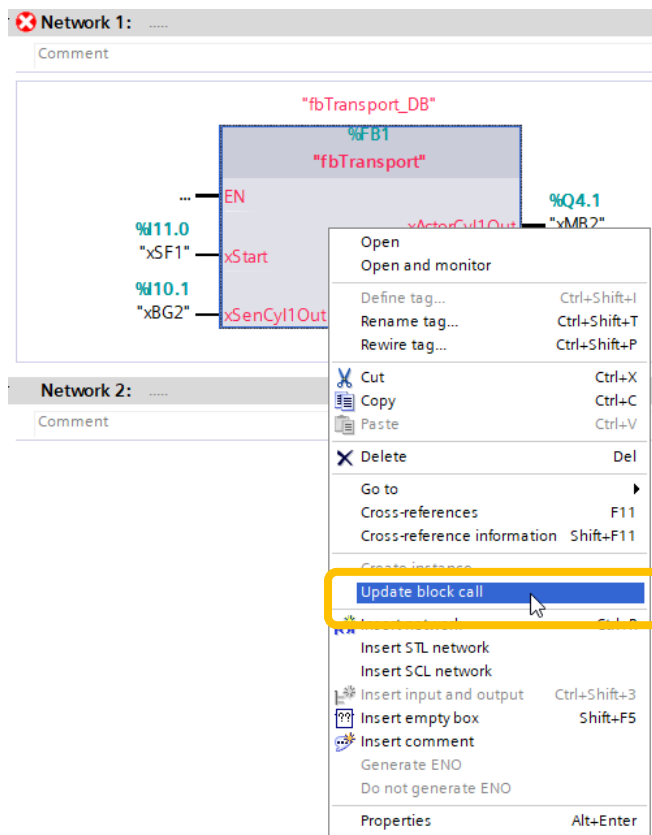 Network 1: .....
Comment
"fbTransport_DB"
%FB1
"fbTransport"
... EN
%Q4.1
xActorCyl1Out "xMB2"
%I11.0
"xSF1" xStart
%I10.1
"xBG2" xSenCyl1Out
Network 2: .....
Comment
Open
Open and monitor
Define tag... Ctrl+Shift+I
Rename tag... Ctrl+Shift+T
Rewire tag... Ctrl+Shift+P
Cut Ctrl+X
Copy Ctrl+C
Paste Ctrl+V
Delete Del
Go to
Cross-references F11
Cross-reference information Shift+F11
Create instance
Update block call
Insert network Ctrl+R
Insert STL network
Insert SCL network
Insert input and output Ctrl+Shift+3
Insert empty box Shift+F5
Insert comment
Generate ENO
Do not generate ENO
Properties Alt+Enter